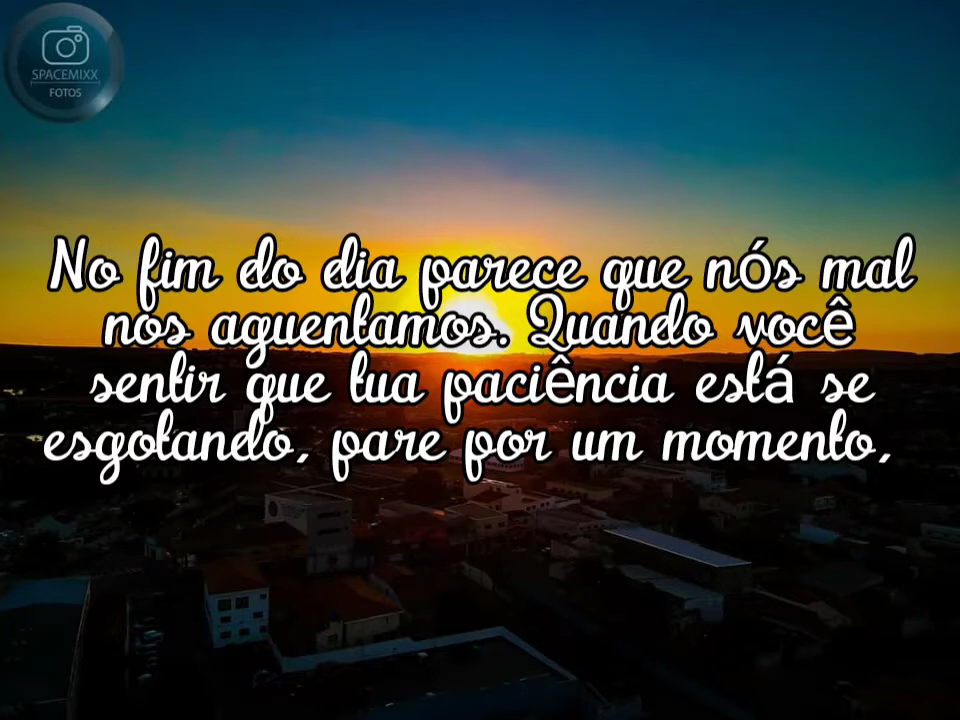 SPACEMIXX
FOTOS
No fim do dia parece que nós mal
nos aguentamos. Quando você
sentir que tua paciência está se
esgotando, pare por um momento,